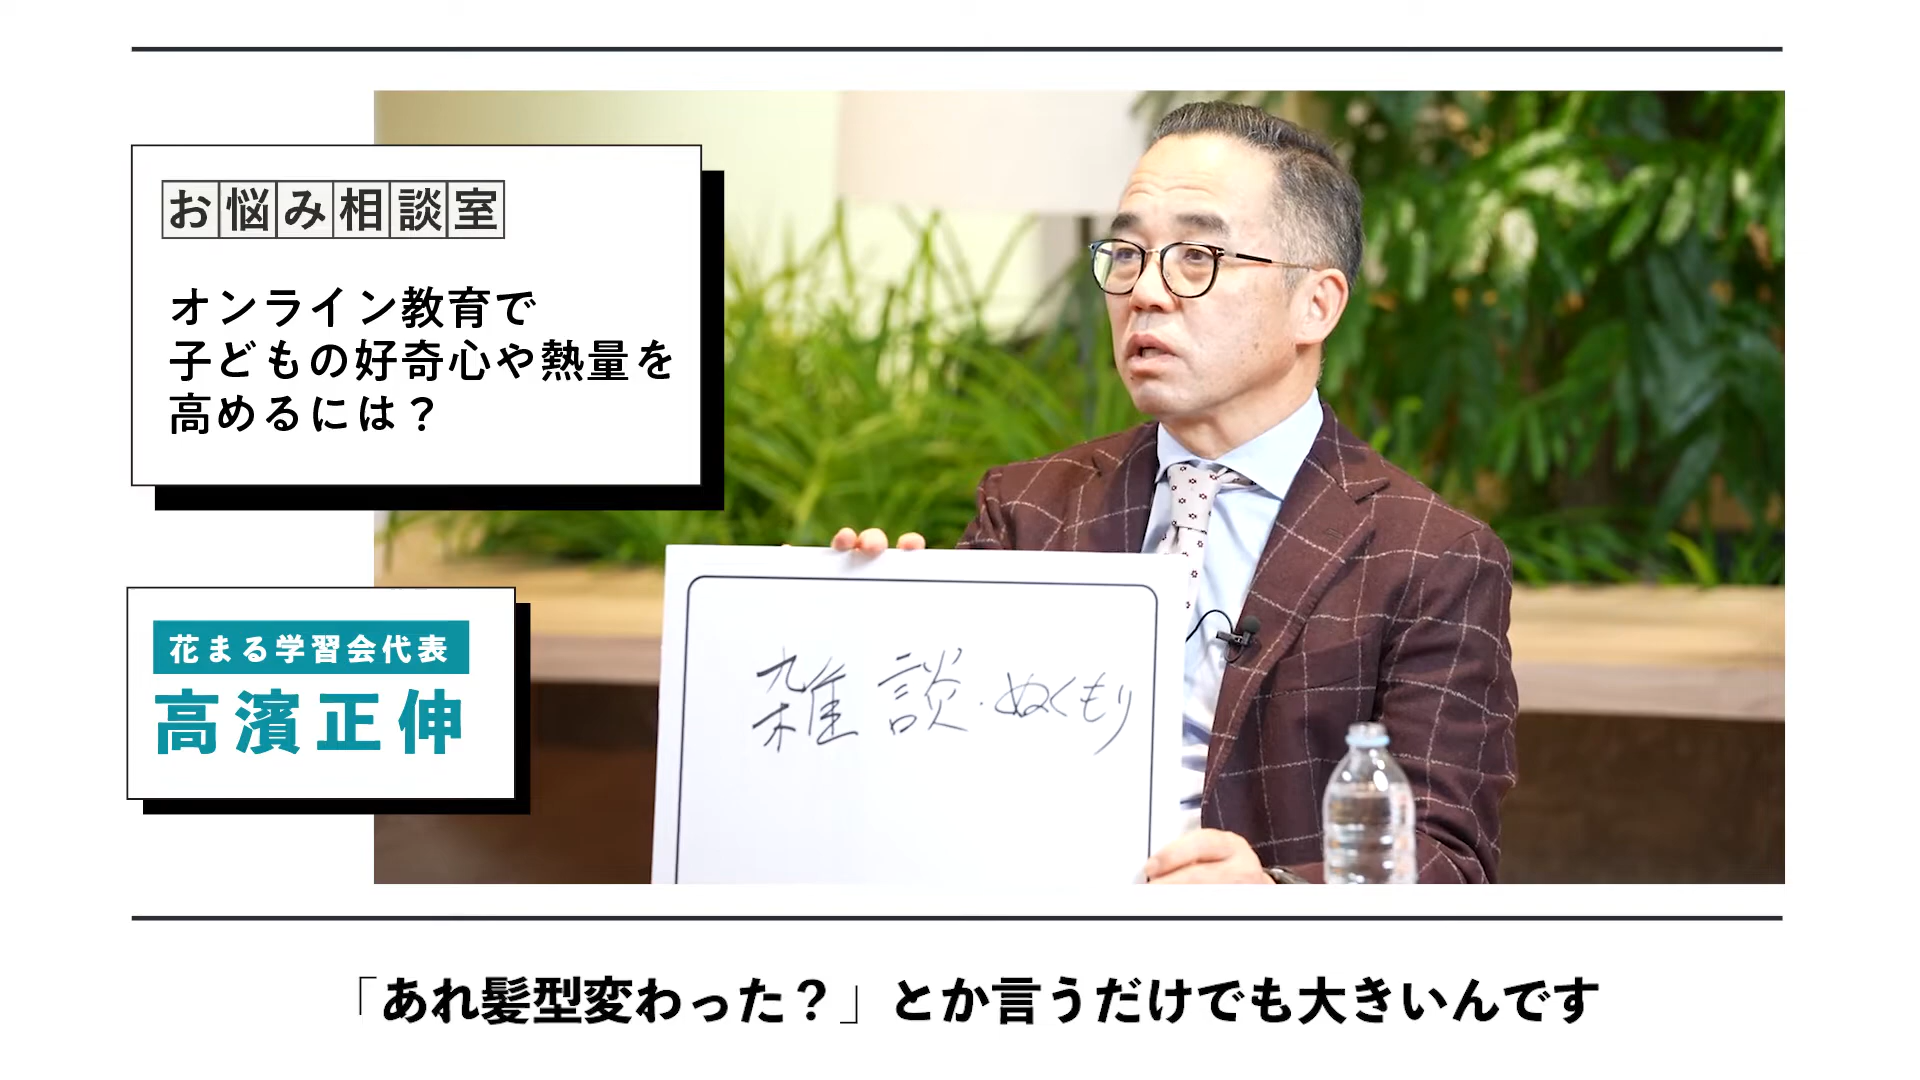 お悩み相談室
オンライン教育で
子どもの好奇心や熱量を
高めるには？
花まる学習会代表
高濱正伸
雑談・ぬくもり
「あれ髪型変わった？」とか言うだけでも大きいんです